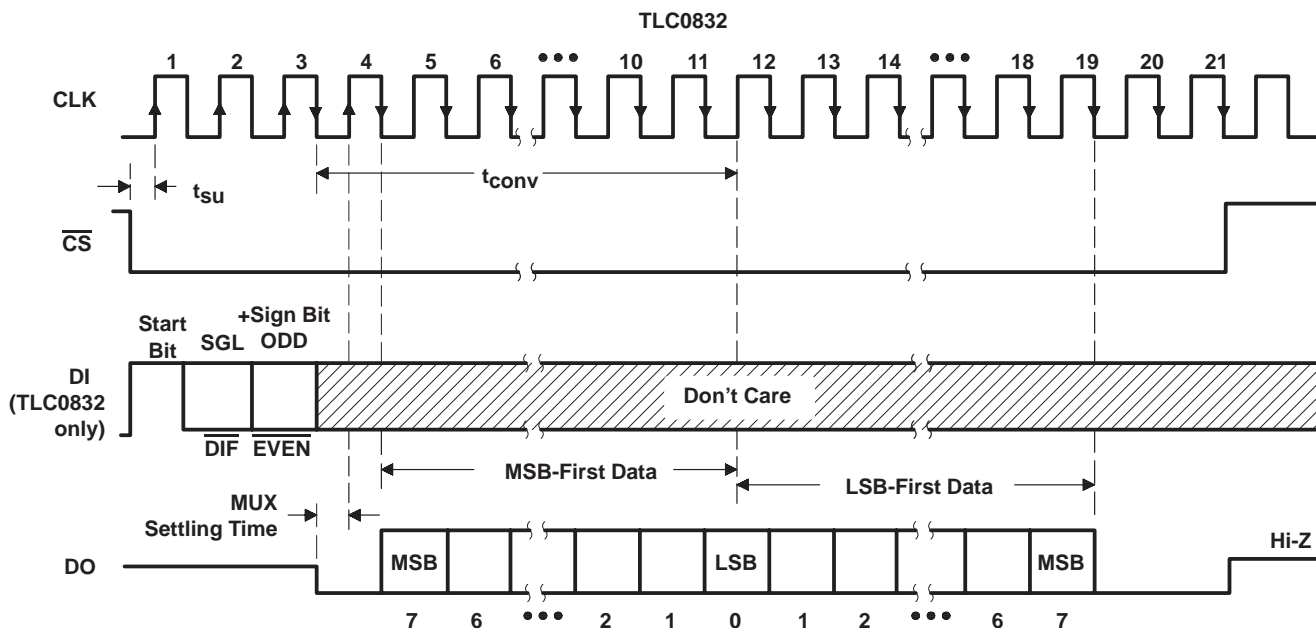 TLC0832
1 2 3 4 5 6 ••• 10 11 12 13 14 ••• 18 19 20 21
CLK
tsu
tconv
CS
Start Bit
SGL
+Sign Bit ODD
DI
(TLC0832
only)
Don't Care
DIF EVEN
MSB-First Data
LSB-First Data
MUX
Settling Time
Hi-Z
DO
MSB LSB MSB
7 6 ••• 2 1 0 1 2 ••• 6 7